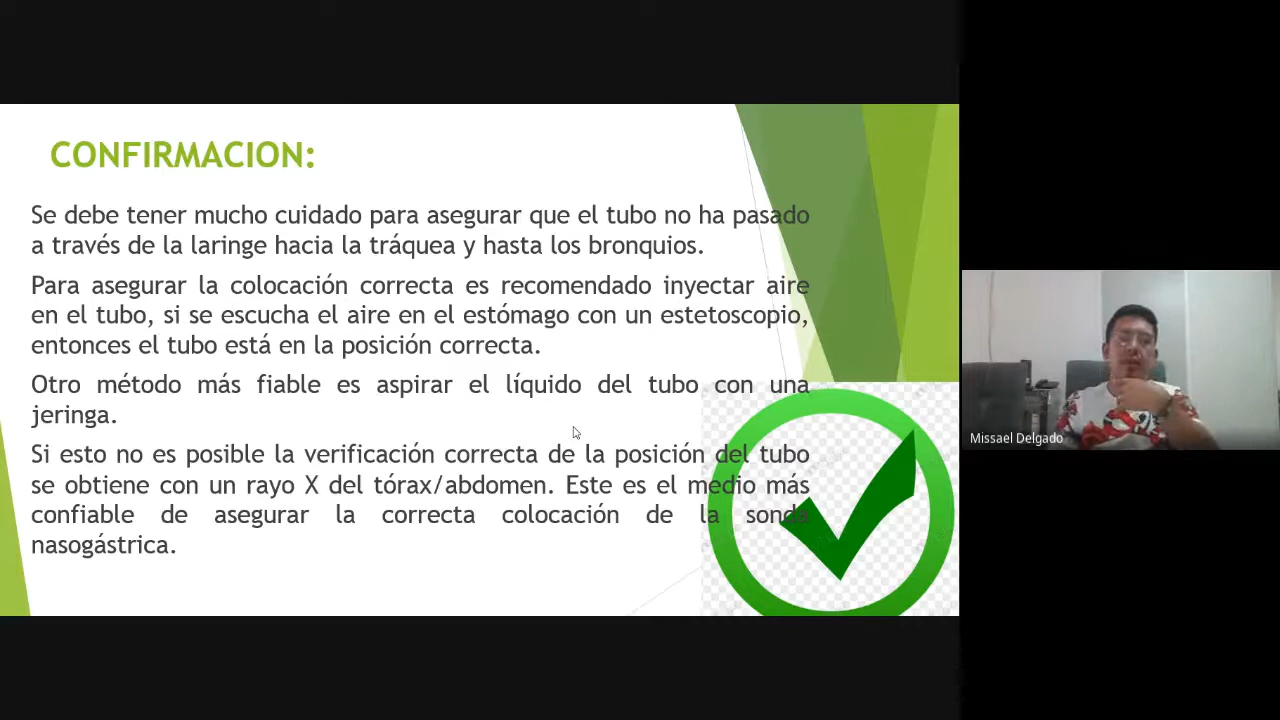 CONFIRMACION:
Se debe tener mucho cuidado para asegurar que el tubo no ha pasado
a través de la laringe hacia la tráquea y hasta los bronquios.
Para asegurar la colocación correcta es recomendado inyectar aire
en el tubo, si se escucha el aire en el estómago con un estetoscopio,
entonces el tubo está en la posición correcta.
Otro método más fiable es aspirar el líquido del tubo con una
jeringa.
Si esto no es posible la verificación correcta de la posición del tubo
se obtiene con un rayo X del tórax/abdomen. Este es el medio más
confiable de asegurar la correcta colocación de la sonda
nasogástrica.
Missael Delgado